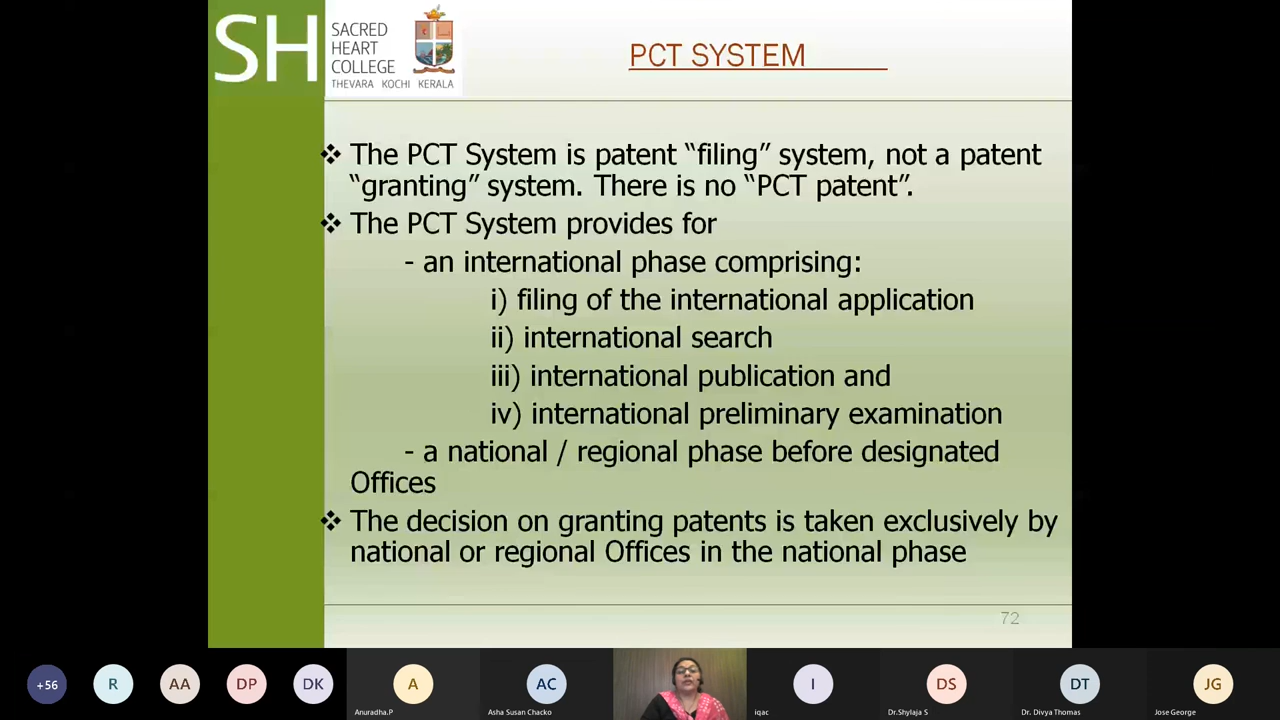 SH
SACRED
HEART
COLLEGE
THEVARA KOCHI KERALA
PCT SYSTEM
❖ The PCT System is patent “filing” system, not a patent
“granting” system. There is no “PCT patent”.
❖ The PCT System provides for
- an international phase comprising:
i) filing of the international application
ii) international search
iii) international publication and
iv) international preliminary examination
- a national / regional phase before designated
Offices
❖ The decision on granting patents is taken exclusively by
national or regional Offices in the national phase
72
+56
R
AA
DP
DK
A
AC
I
DS
DT
JG
Anuradha.P
Asha Susan Chacko
iqac
Dr.Shylaja S
Dr. Divya Thomas
Jose George